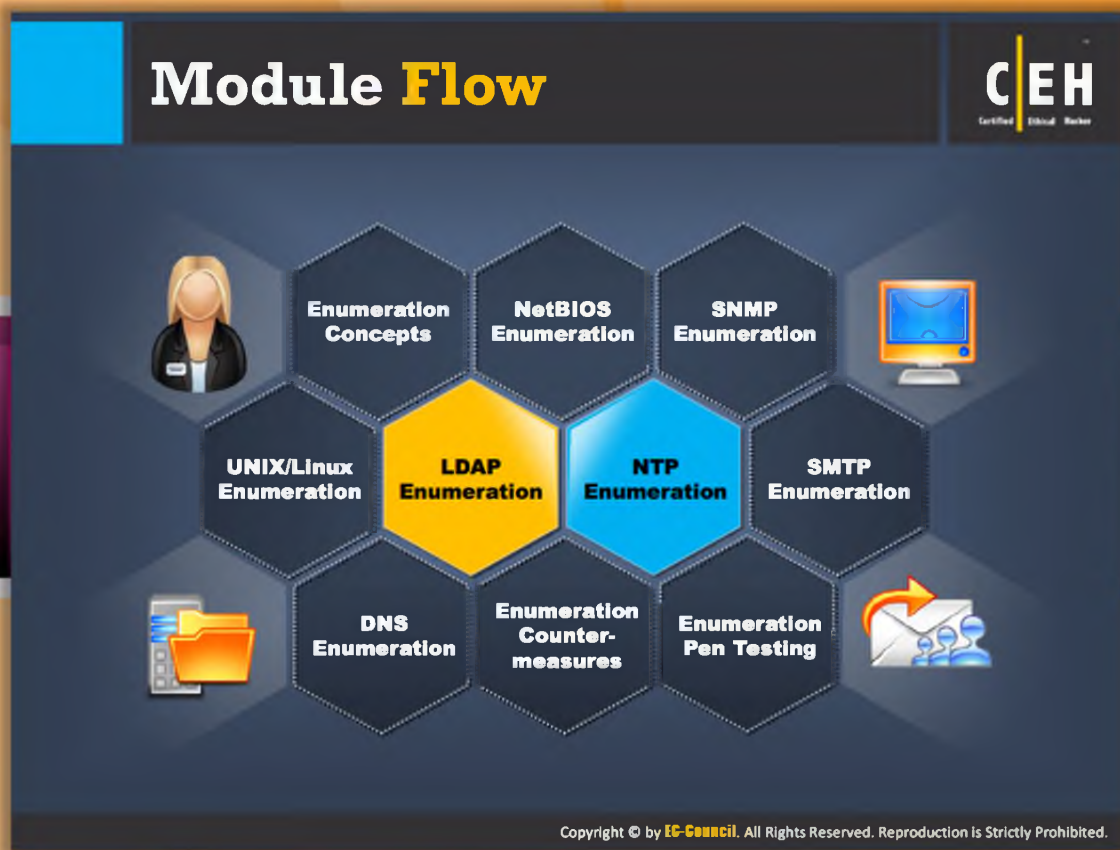 Module Flow
C EH
Certified Ethical Hacker
Enumeration
Concepts
NetBIOS
Enumeration
SNMP
Enumeration
UNIX/Linux
Enumeration
LDAP
Enumeration
NTP
Enumeration
SMTP
Enumeration
DNS
Enumeration
Enumeration
Counter-
measures
Enumeration
Pen Testing
Copyright © by EC-Council. All Rights Reserved. Reproduction is Strictly Prohibited.